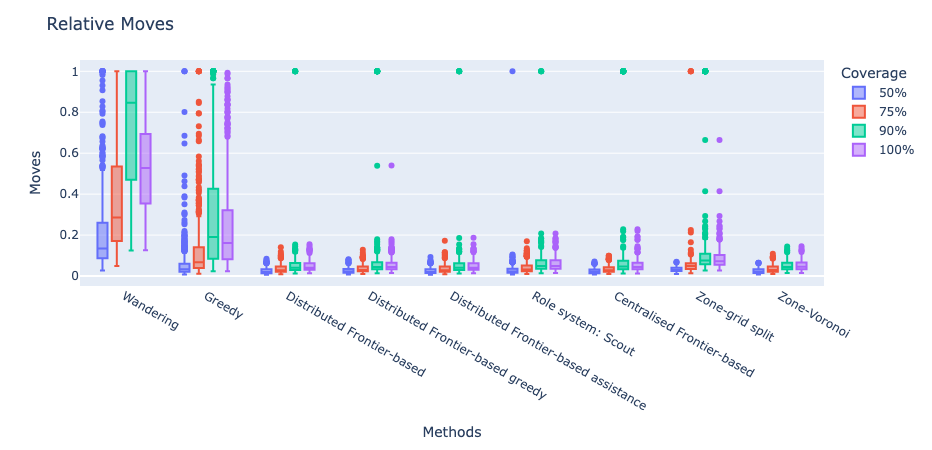 Relative Moves
Coverage
50%
75%
90%
100%
Moves
1
0.8
0.6
0.4
0.2
0
Wandering
Greedy
Distributed Frontier-based
Distributed Frontier-based greedy
Distributed Frontier-based assistance
Role system: Scout
Centralised Frontier-based
Zone-grid split
Zone-Voronoi
Methods